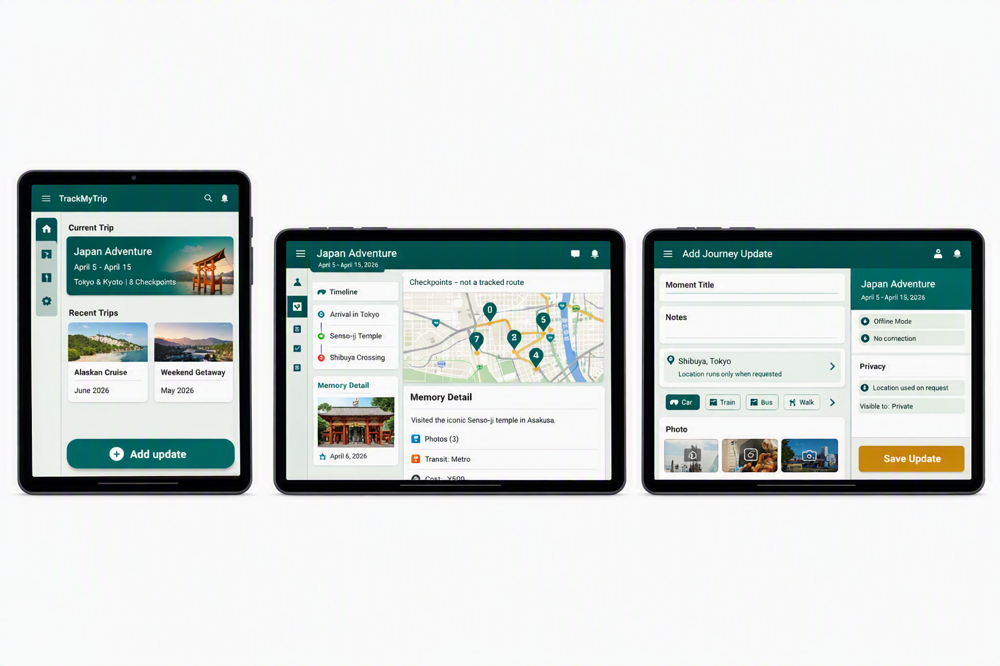 TrackMyTrip
Current Trip
Japan Adventure
April 5 - April 15
Tokyo & Kyoto | 8 Checkpoints
Recent Trips
Alaskan Cruise
June 2026
Weekend Getaway
May 2026
Add update
Japan Adventure
April 5 - April 15, 2026
Timeline
Arrival in Tokyo
Senso-ji Temple
Shibuya Crossing
Memory Detail
April 6, 2026
Checkpoints – not a tracked route
0
5
7
4
Memory Detail
Visited the iconic Senso-ji temple in Asakusa.
Photos (3)
Transit: Metro
Cost: Y500
Add Journey Update
Moment Title
Notes
Shibuya, Tokyo
Location runs only when requested
Car
Train
Bus
Walk
Photo
Japan Adventure
April 5 - April 15, 2026
Offline Mode
No connection
Privacy
Location used on request
Visible to: Private
Save Update